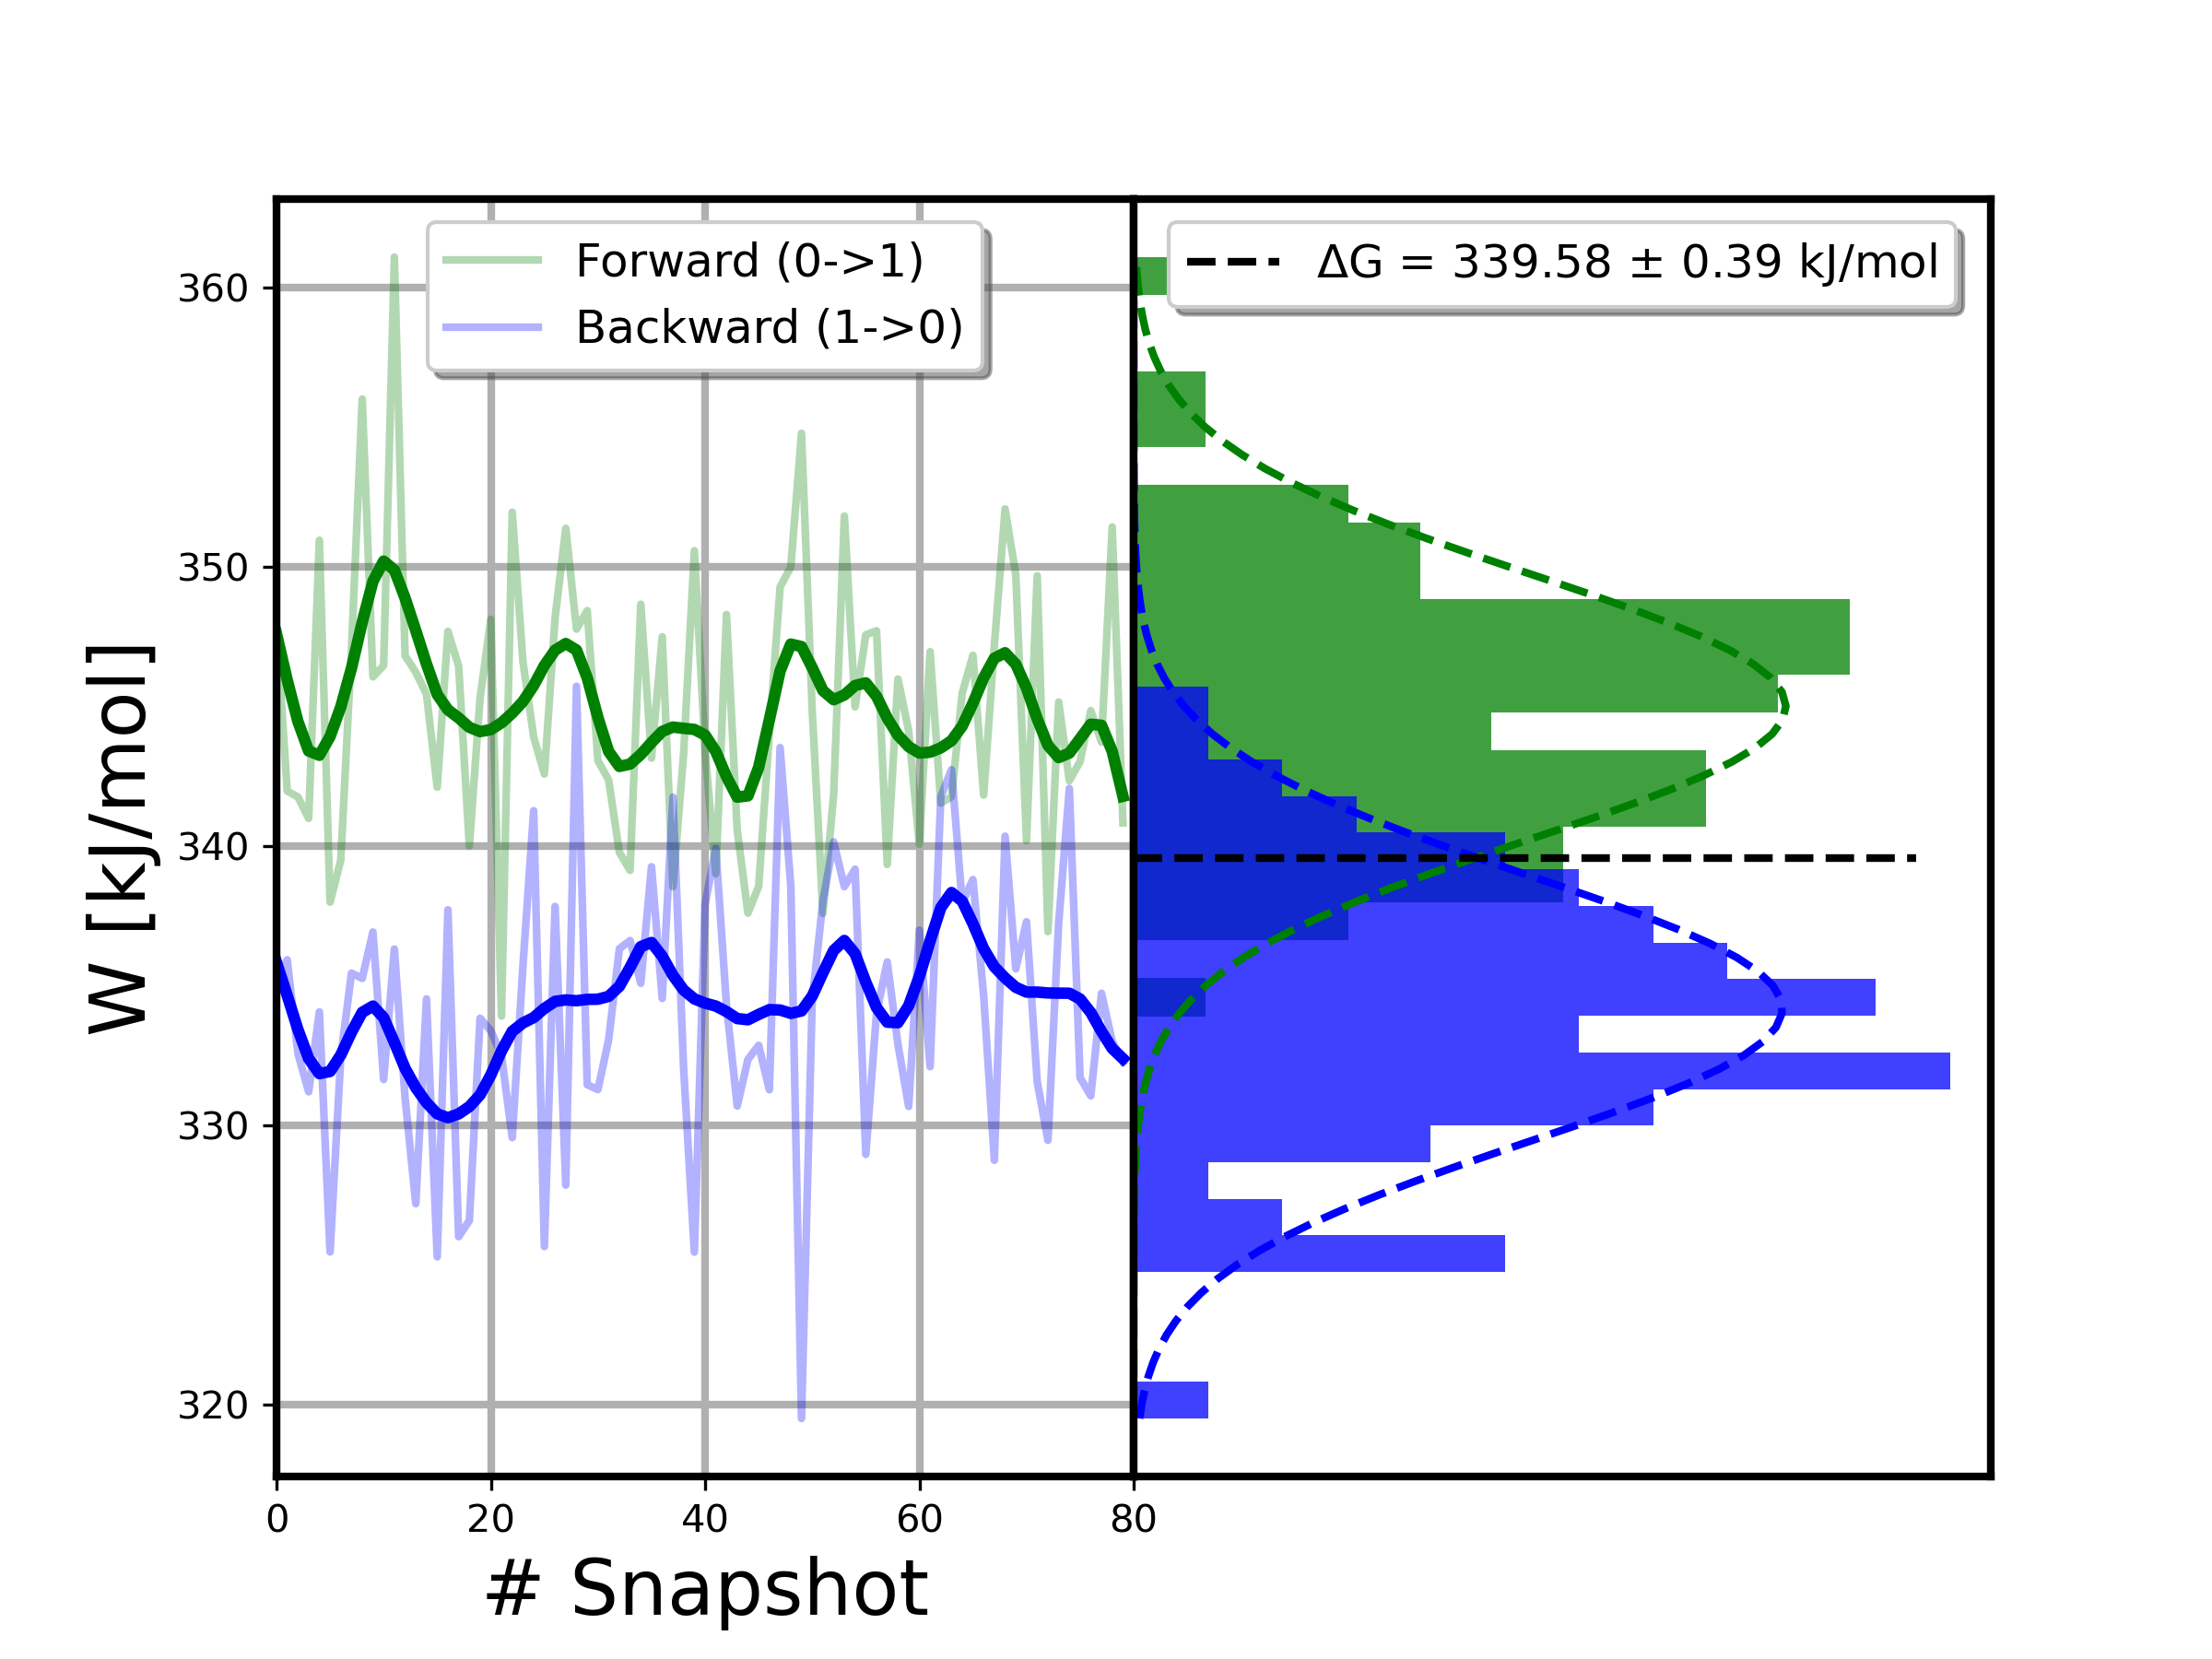 Forward (0->1)
Backward (1->0)
ΔG = 339.58 ± 0.39 kJ/mol
W [kJ/mol]
360
350
340
330
320
0 20 40 60 80
# Snapshot